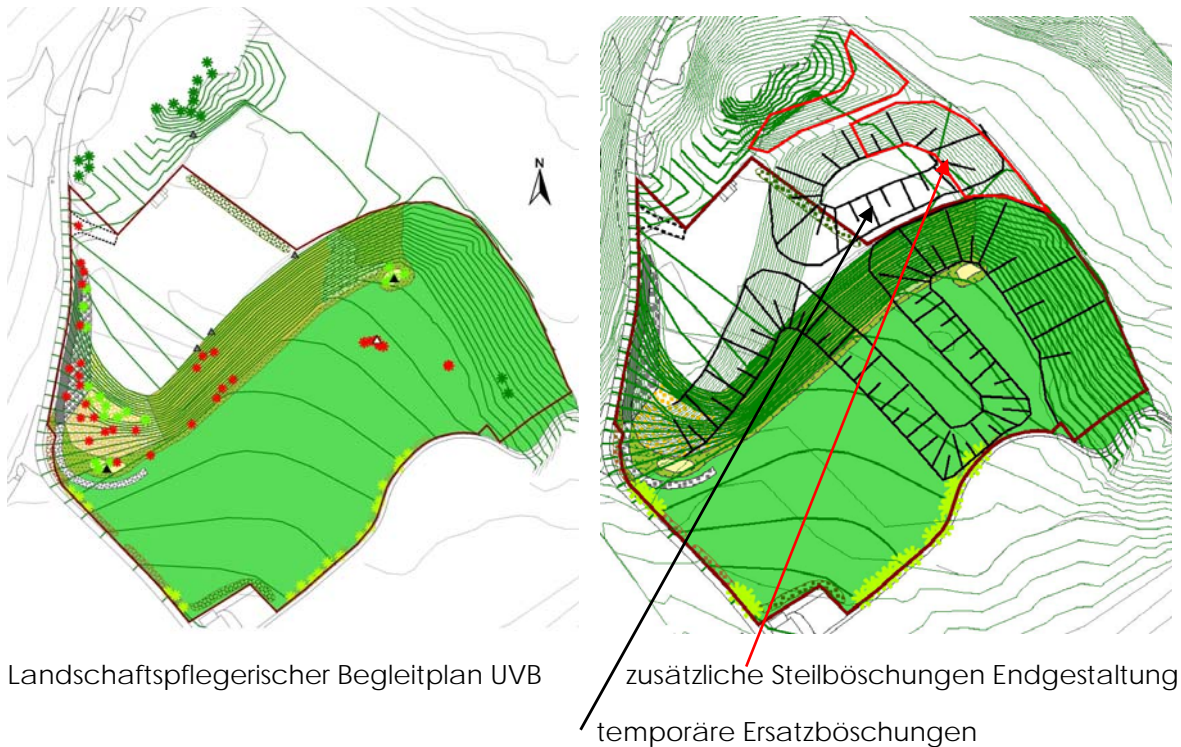 N
Landschaftspflegerischer Begleitplan UVB
zusätzliche Steilböschungen Endgestaltung
temporäre Ersatzböschungen